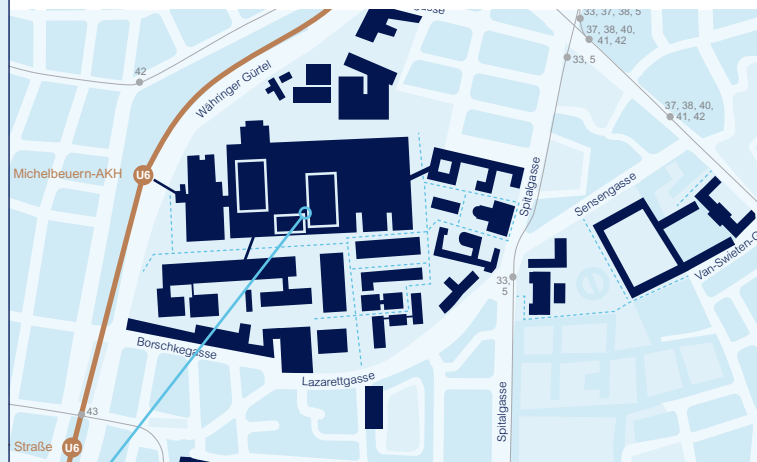 33, 37, 38, 5
37, 38, 40,
41, 42
33, 5
42
Währinger Gürtel
37, 38, 40,
41, 42
Michelbeuern-AKH
U6
Spitalgasse
Sensengasse
33,
5
Borschkegasse
Lazarettgasse
43
Spitalgasse
Straße
U6